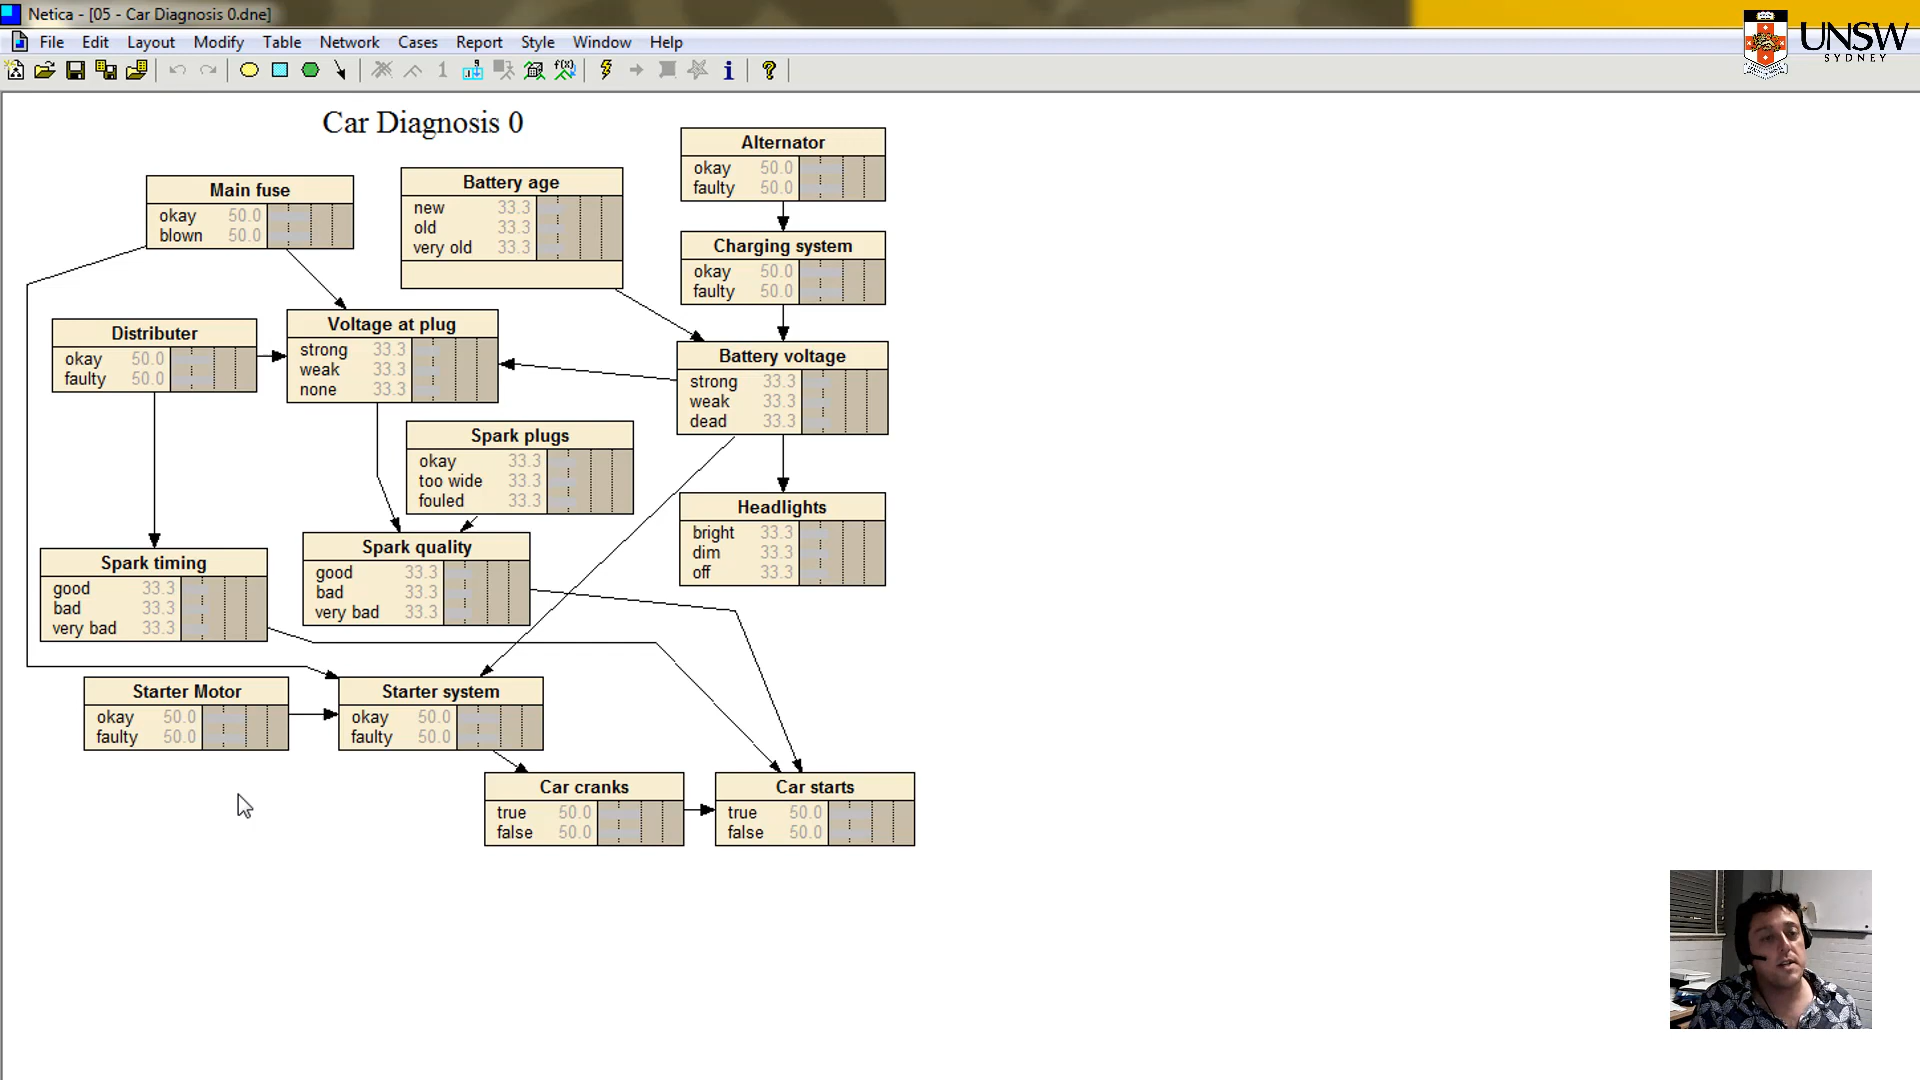 Netica - [05 - Car Diagnosis 0.dne]
File Edit Layout Modify Table Network Cases Report Style Window Help
UNSW
SYDNEY
Car Diagnosis 0
Alternator
okay 50.0
faulty 50.0
Main fuse
okay 50.0
blown 50.0
Battery age
new 33.3
old 33.3
very old 33.3
Charging system
okay 50.0
faulty 50.0
Distributer
okay 50.0
faulty 50.0
Voltage at plug
strong 33.3
weak 33.3
none 33.3
Battery voltage
strong 33.3
weak 33.3
dead 33.3
Spark plugs
okay 33.3
too wide 33.3
fouled 33.3
Headlights
bright 33.3
dim 33.3
off 33.3
Spark timing
good 33.3
bad 33.3
very bad 33.3
Spark quality
good 33.3
bad 33.3
very bad 33.3
Starter Motor
okay 50.0
faulty 50.0
Starter system
okay 50.0
faulty 50.0
Car cranks
true 50.0
false 50.0
Car starts
true 50.0
false 50.0